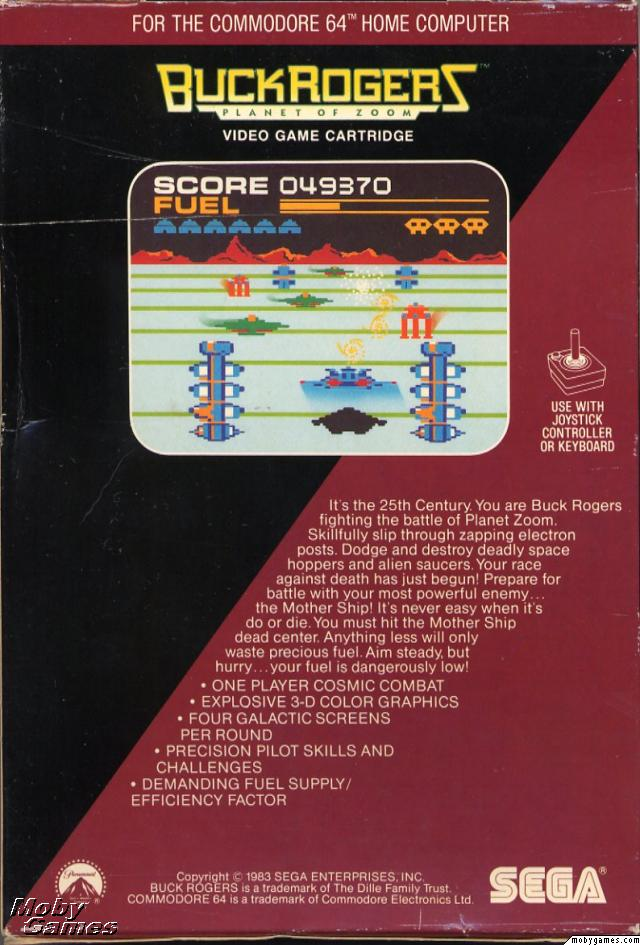 FOR THE COMMODORE 64™ HOME COMPUTER
BUCK ROGERS™
PLANET OF ZOOM
VIDEO GAME CARTRIDGE
SCORE 049370
FUEL
USE WITH
JOYSTICK
CONTROLLER
OR KEYBOARD
It's the 25th Century. You are Buck Rogers
fighting the battle of Planet Zoom.
Skillfully slip through zapping electron
posts. Dodge and destroy deadly space
hoppers and alien saucers. Your race
against death has just begun! Prepare for
battle with your most powerful enemy...
the Mother Ship! It's never easy when it's
do or die. You must hit the Mother Ship
dead center. Anything less will only
waste precious fuel. Aim steady, but
hurry...your fuel is dangerously low!
• ONE PLAYER COSMIC COMBAT
• EXPLOSIVE 3-D COLOR GRAPHICS
• FOUR GALACTIC SCREENS
PER ROUND
• PRECISION PILOT SKILLS AND
CHALLENGES
• DEMANDING FUEL SUPPLY/
EFFICIENCY FACTOR
Paramount
Copyright © 1983 SEGA ENTERPRISES, INC.
BUCK ROGERS is a trademark of The Dille Family Trust.
COMMODORE 64 is a trademark of Commodore Electronics Ltd.
SEGA®
Moby
Games
mobygames.com